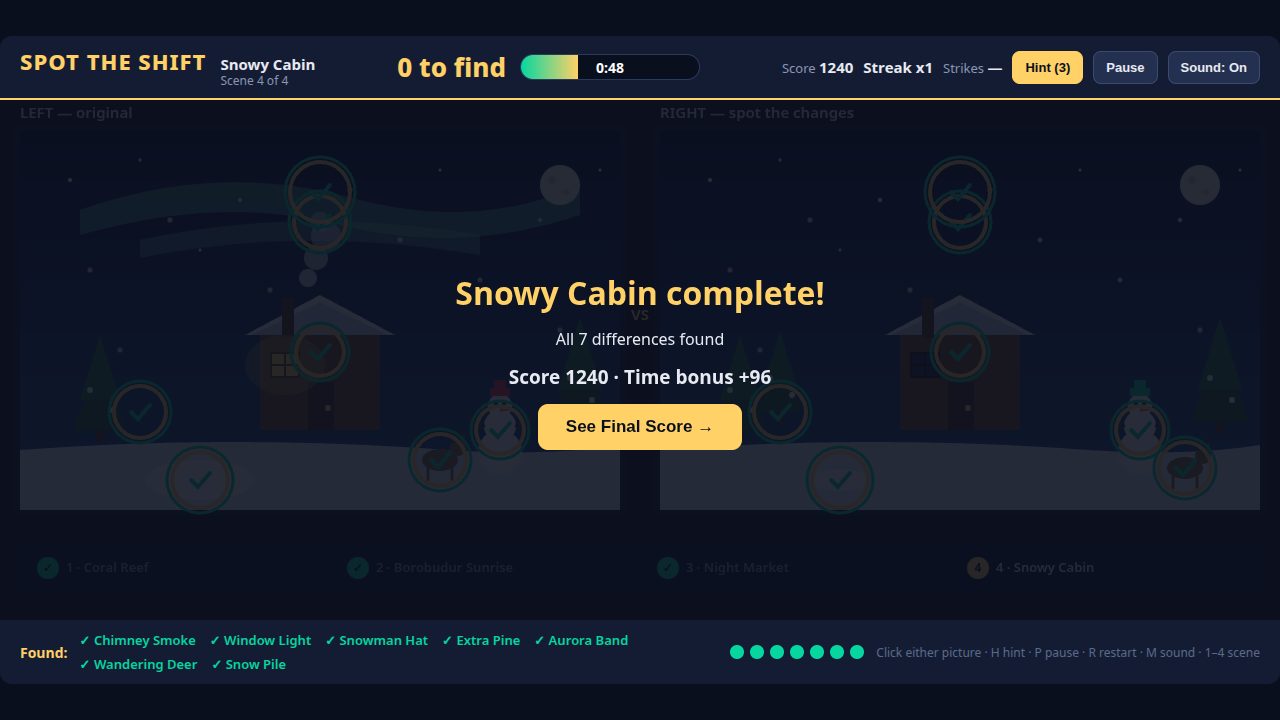 SPOT THE SHIFT
Snowy Cabin
Scene 4 of 4
0 to find
0:48
Score 1240 Streak x1 Strikes —
Hint (3)
Pause
Sound: On
LEFT — original
RIGHT — spot the changes
VS
Snowy Cabin complete!
All 7 differences found
Score 1240 · Time bonus +96
See Final Score →
✓ 1 · Coral Reef
✓ 2 · Borobudur Sunrise
✓ 3 · Night Market
4 4 · Snowy Cabin
Found:
✓ Chimney Smoke ✓ Window Light ✓ Snowman Hat ✓ Extra Pine ✓ Aurora Band
✓ Wandering Deer ✓ Snow Pile
Click either picture · H hint · P pause · R restart · M sound · 1–4 scene